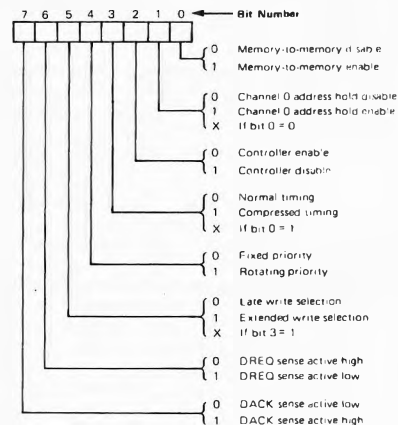 7 6 5 4 3 2 1 0 Bit Number
0 Memory-to-memory disable
1 Memory-to-memory enable
0 Channel 0 address hold disable
1 Channel 0 address hold enable
X If bit 0 = 0
0 Controller enable
1 Controller disable
0 Normal timing
1 Compressed timing
X If bit 0 = 1
0 Fixed priority
1 Rotating priority
0 Late write selection
1 Extended write selection
X If bit 3 = 1
0 DREQ sense active high
1 DREQ sense active low
0 DACK sense active low
1 DACK sense active high